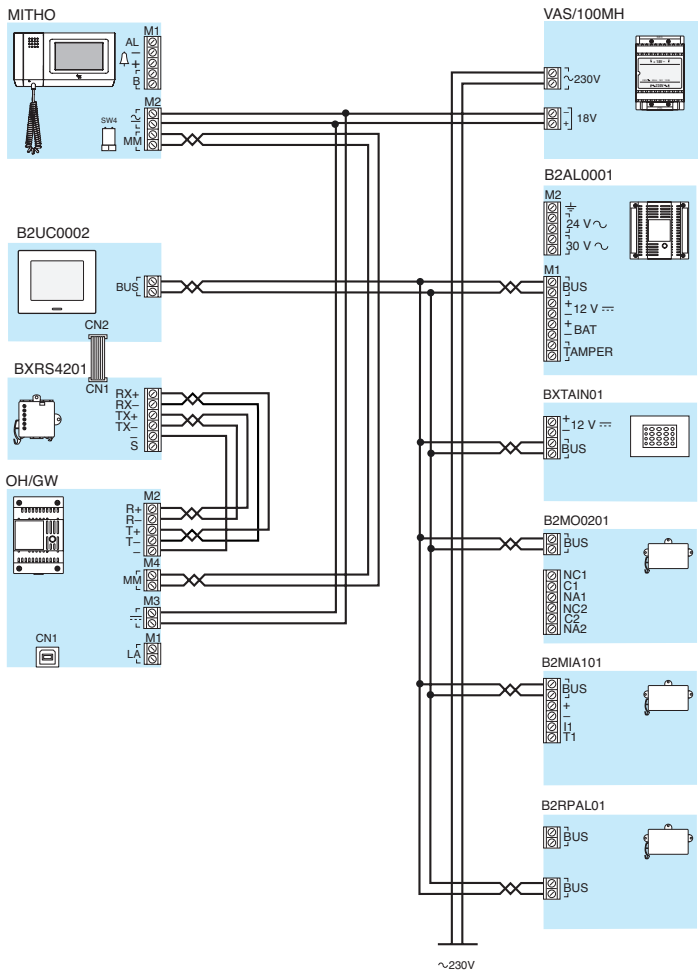 MITHO
M1
AL
–
+
B
M2
SW4
MM
B2UC0002
BUS
CN2
BXRS4201
CN1
RX+
RX–
TX+
TX–
–
S
OH/GW
M2
R+
R–
T+
T–
–
M4
MM
M3
CN1
M1
LA
VAS/100MH
~230V
–
+
18V
B2AL0001
M2
24 V ~
30 V ~
M1
BUS
+
–
12 V
+
–
BAT
TAMPER
BXTAIN01
+
–
12 V
BUS
B2MO0201
BUS
NC1
C1
NA1
NC2
C2
NA2
B2MIA101
BUS
+
–
I1
T1
B2RPAL01
BUS
BUS
~230V